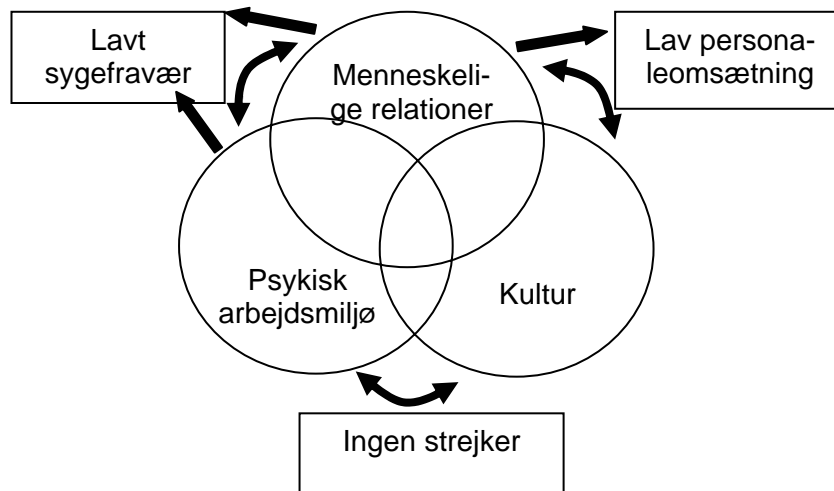 Lavt
sygefravær
Menneskeli-
ge relationer
Lav persona-
leomsætning
Psykisk
arbejdsmiljø
Kultur
Ingen strejker